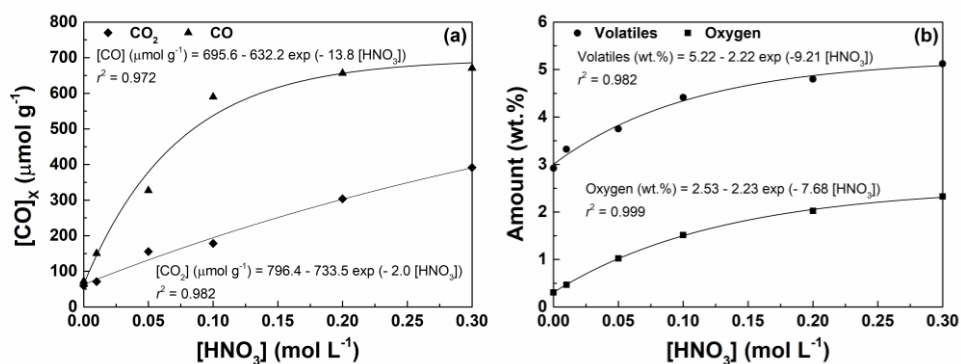 800
700
600
500
400
300
200
100
0
[CO]X (μmol g-1)
CO2 CO
(a)
[CO] (μmol g-1) = 695.6 - 632.2 exp (- 13.8 [HNO3])
r2 = 0.972
[CO2] (μmol g-1) = 796.4 - 733.5 exp (- 2.0 [HNO3])
r2 = 0.982
0.00 0.05 0.10 0.15 0.20 0.25 0.30
[HNO3] (mol L-1)
6
5
4
3
2
1
0
Amount (wt.%)
Volatiles Oxygen
(b)
Volatiles (wt.%) = 5.22 - 2.22 exp (-9.21 [HNO3])
r2 = 0.982
Oxygen (wt.%) = 2.53 - 2.23 exp (- 7.68 [HNO3])
r2 = 0.999
0.00 0.05 0.10 0.15 0.20 0.25 0.30
[HNO3] (mol L-1)